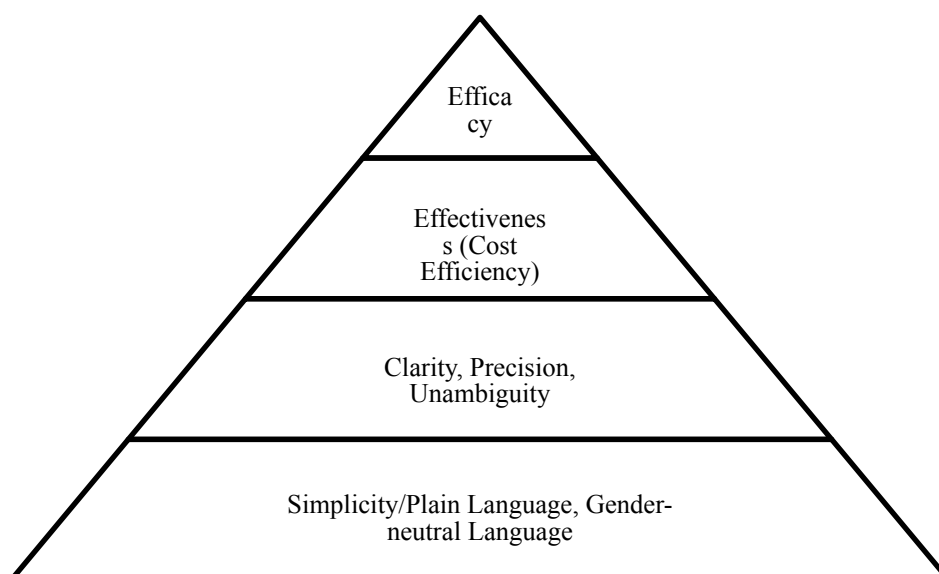 Effica
cy
Effectivenes
s (Cost
Efficiency)
Clarity, Precision,
Unambiguity
Simplicity/Plain Language, Gender-
neutral Language